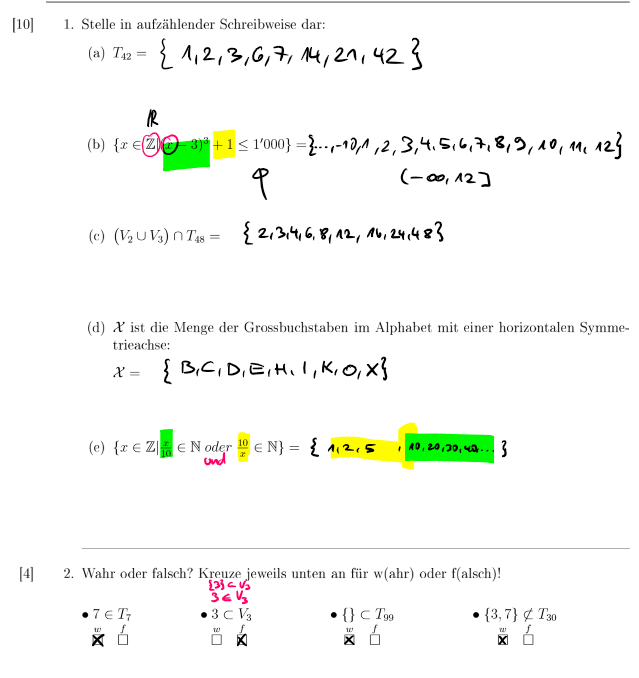 [10] 1. Stelle in aufzählender Schreibweise dar:
(a) T₄₂ = { 1, 2, 3, 6, 7, 14, 21, 42 }
ℝ
(b) {x ∈ ℤ|(x − 3)³ + 1 ≤ 1'000} = {..., -10, 1, 2, 3, 4, 5, 6, 7, 8, 9, 10, 11, 12}
(-∞, 12]
(c) (V₂ ∪ V₃) ∩ T₄₈ = { 2, 3, 4, 6, 8, 12, 16, 24, 48 }
(d) 𝒳 ist die Menge der Grossbuchstaben im Alphabet mit einer horizontalen Symme-
trieachse:
𝒳 = { B, C, D, E, H, I, K, O, X }
(e) {x ∈ ℤ| x/10 ∈ ℕ oder 10/x ∈ ℕ} = { 1, 2, 5, 10, 20, 30, 40... }
und
[4] 2. Wahr oder falsch? Kreuze jeweils unten an für w(ahr) oder f(alsch)!
{3} ⊂ V₃
3 ∈ V₃
• 7 ∈ T₇ • 3 ⊂ V₃ • {} ⊂ T₉₉ • {3, 7} ⊄ T₃₀
w f w f w f w f
☒ ☐ ☐ ☒ ☒ ☐ ☒ ☐